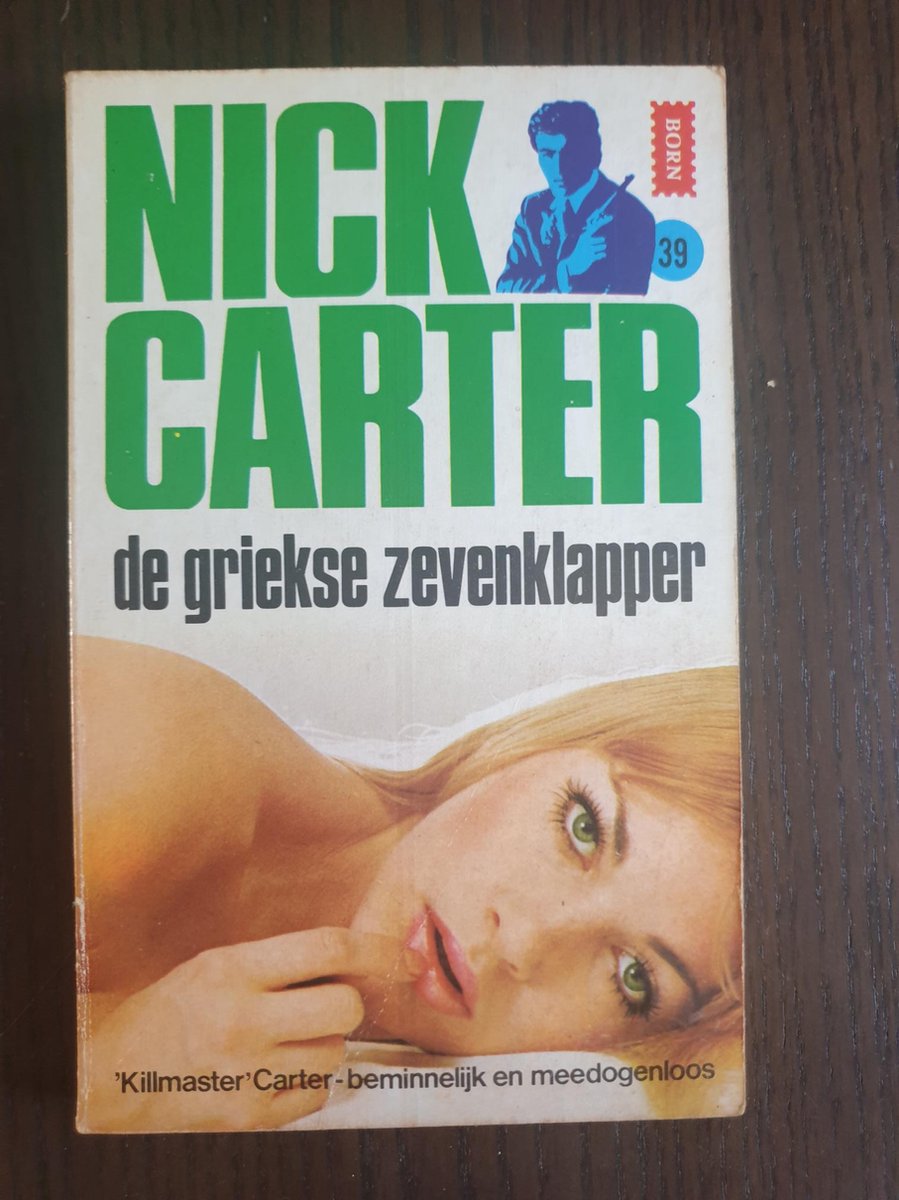 NICK
BORN
39
CARTER
de griekse zevenklapper
'Killmaster' Carter-beminnelijk en meedogenloos